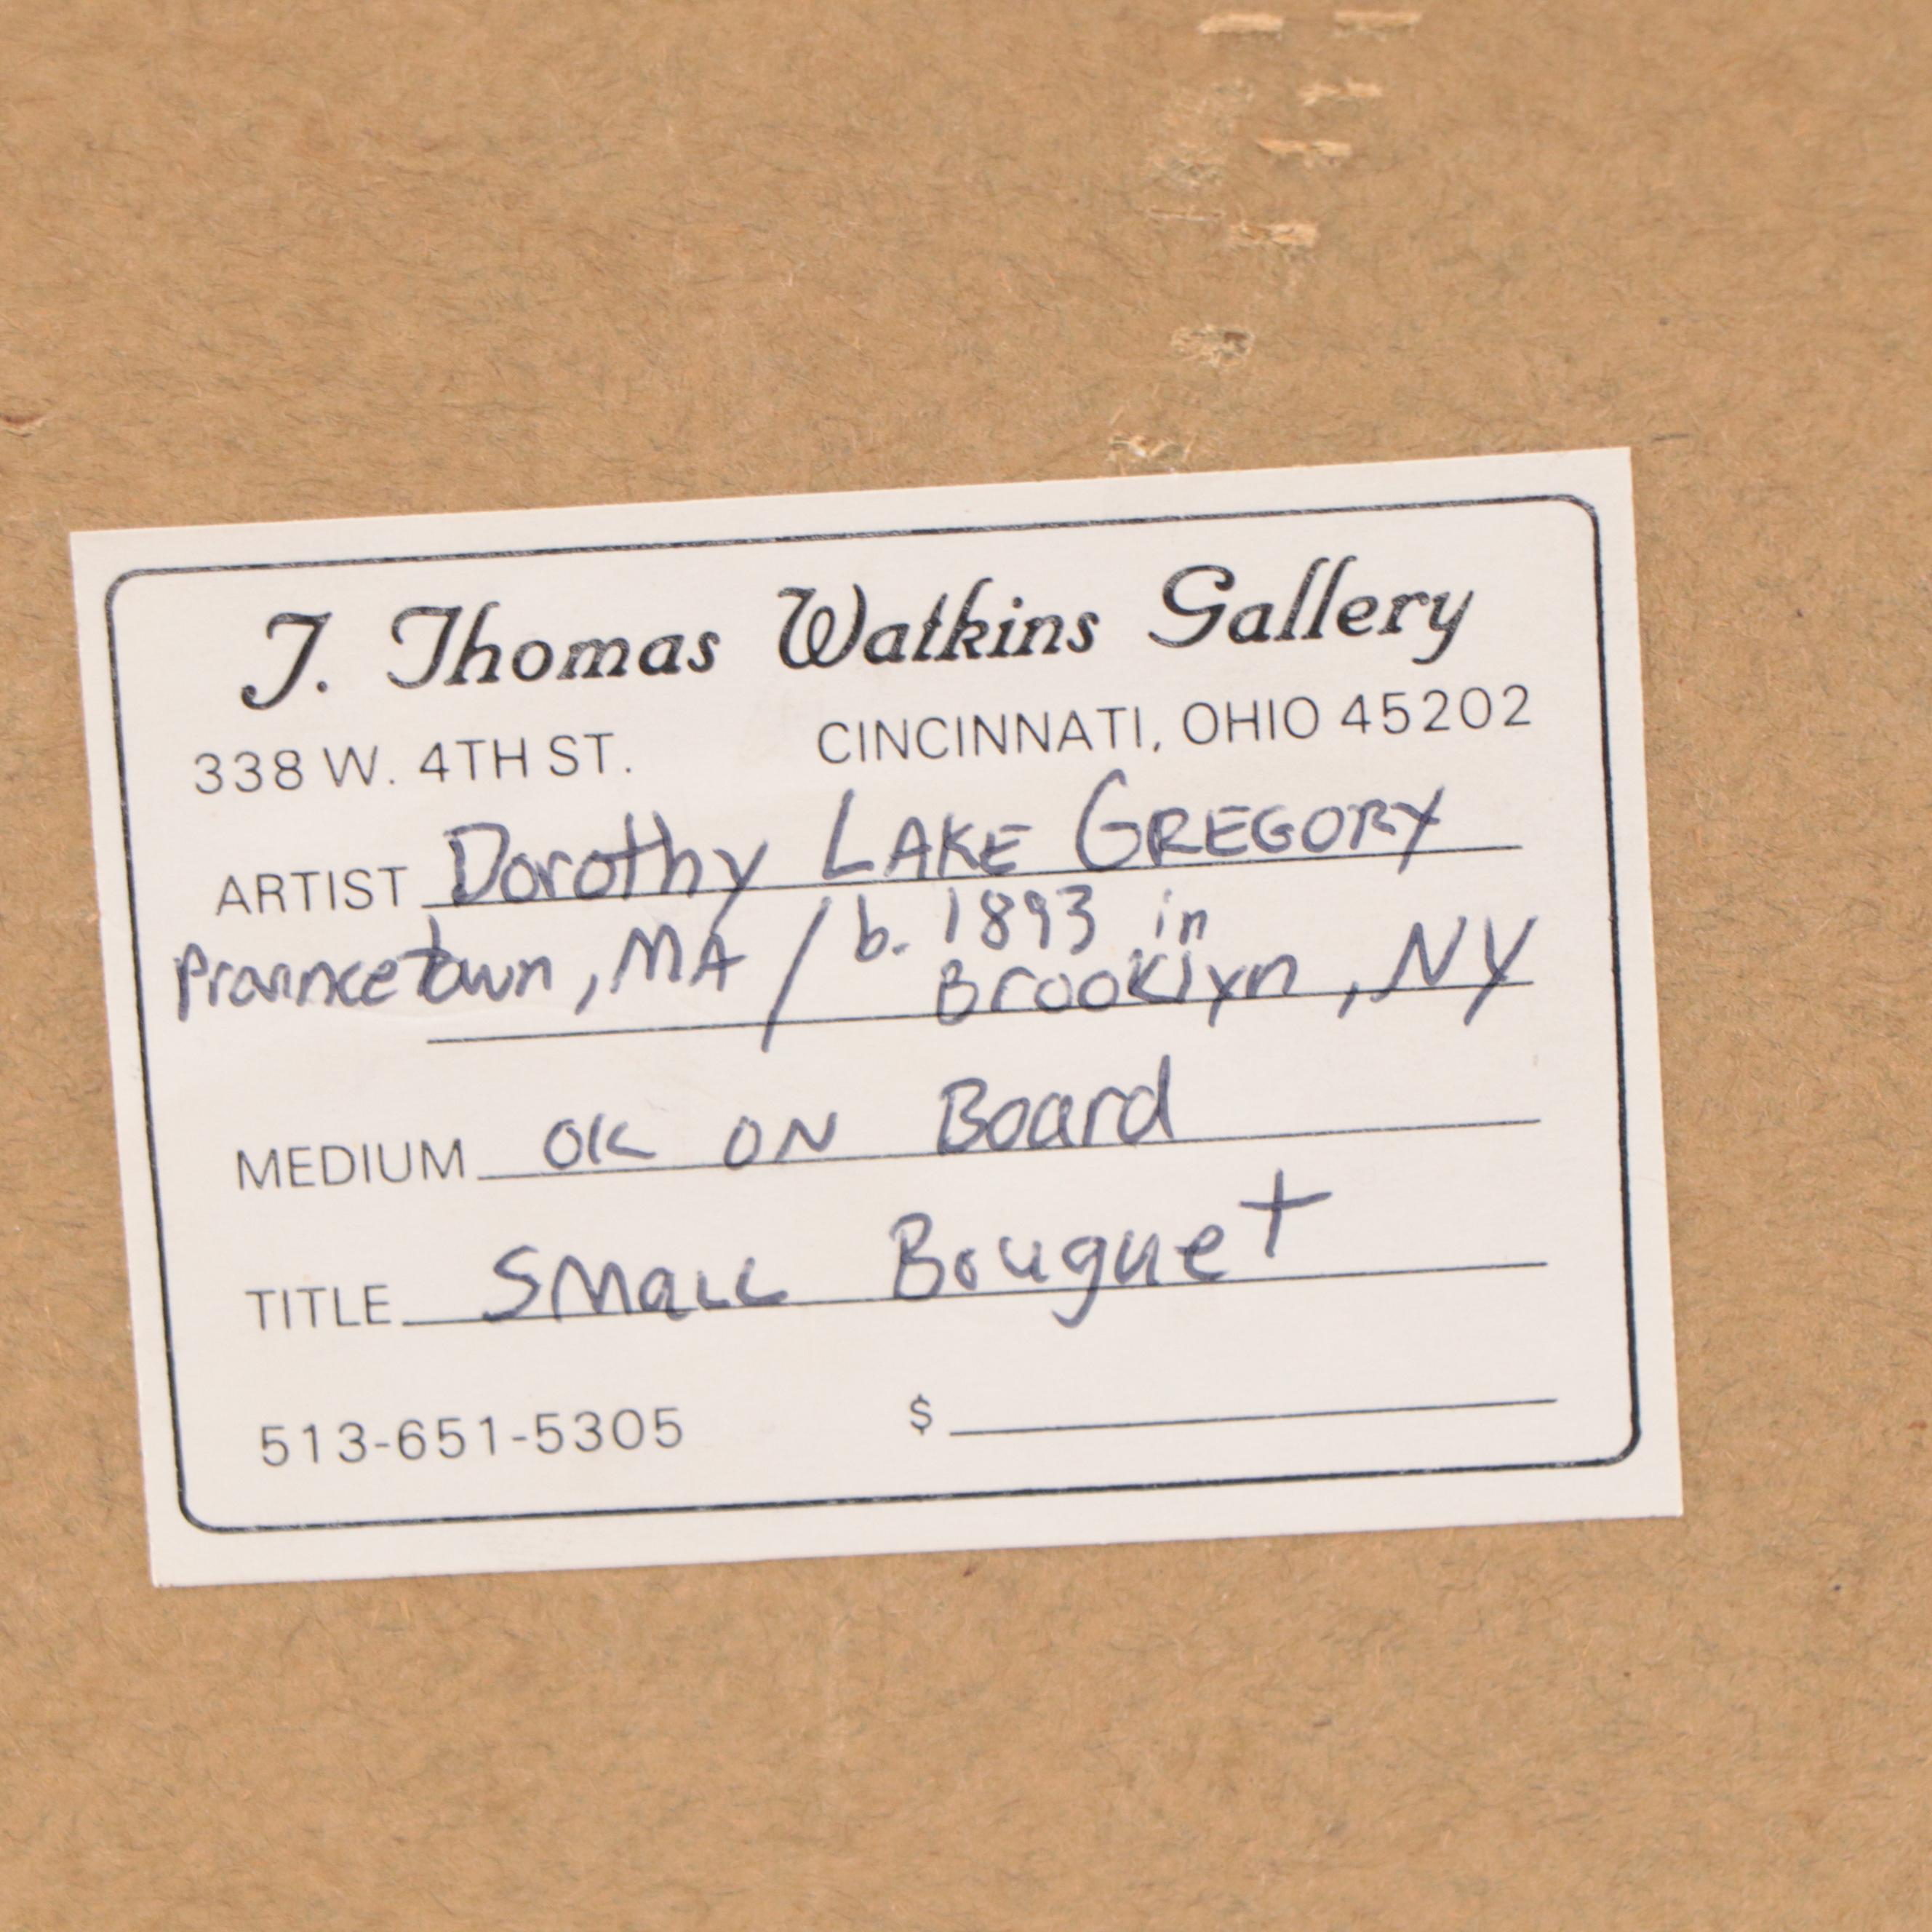 J. Thomas Watkins Gallery
338 W. 4TH ST. CINCINNATI, OHIO 45202
ARTIST Dorothy LAKE GREGORY
Provincetown, MA / b. 1893 in
Brooklyn, NY
MEDIUM OIL ON Board
TITLE SMALL Bouquet
513-651-5305 $